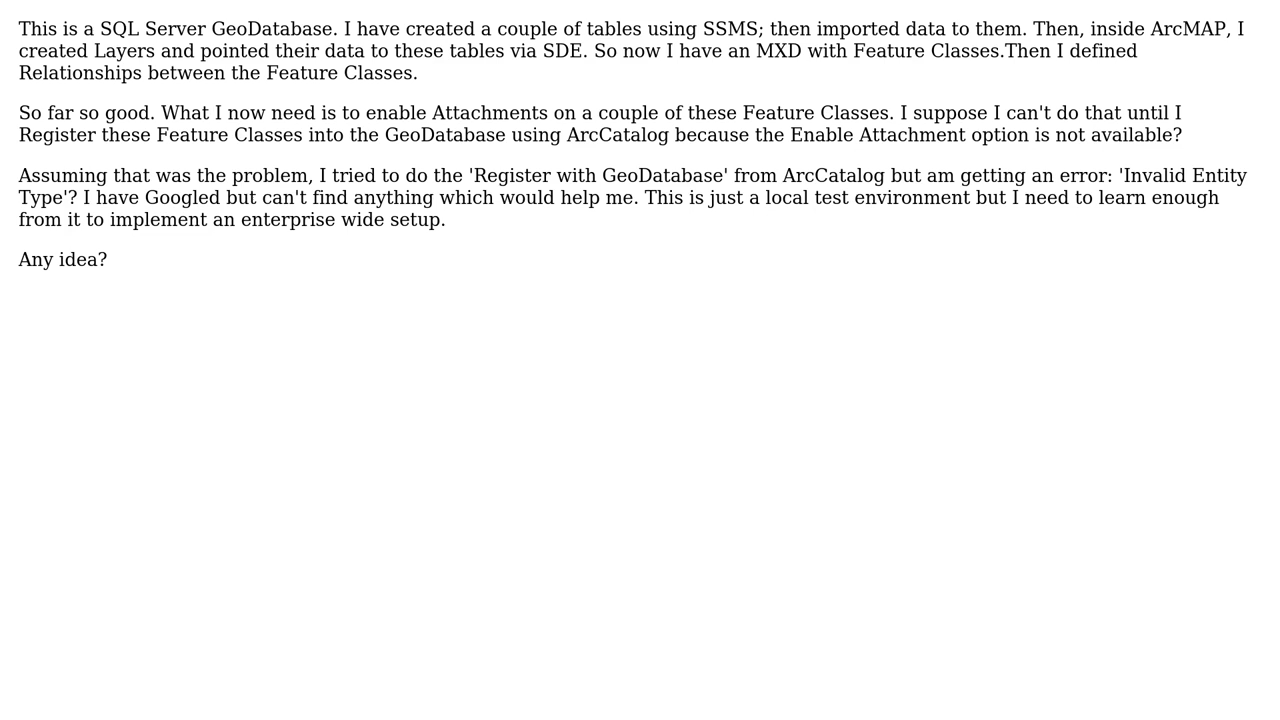 This is a SQL Server GeoDatabase. I have created a couple of tables using SSMS; then imported data to them. Then, inside ArcMAP, I
created Layers and pointed their data to these tables via SDE. So now I have an MXD with Feature Classes.Then I defined
Relationships between the Feature Classes.
So far so good. What I now need is to enable Attachments on a couple of these Feature Classes. I suppose I can't do that until I
Register these Feature Classes into the GeoDatabase using ArcCatalog because the Enable Attachment option is not available?
Assuming that was the problem, I tried to do the 'Register with GeoDatabase' from ArcCatalog but am getting an error: 'Invalid Entity
Type'? I have Googled but can't find anything which would help me. This is just a local test environment but I need to learn enough
from it to implement an enterprise wide setup.
Any idea?